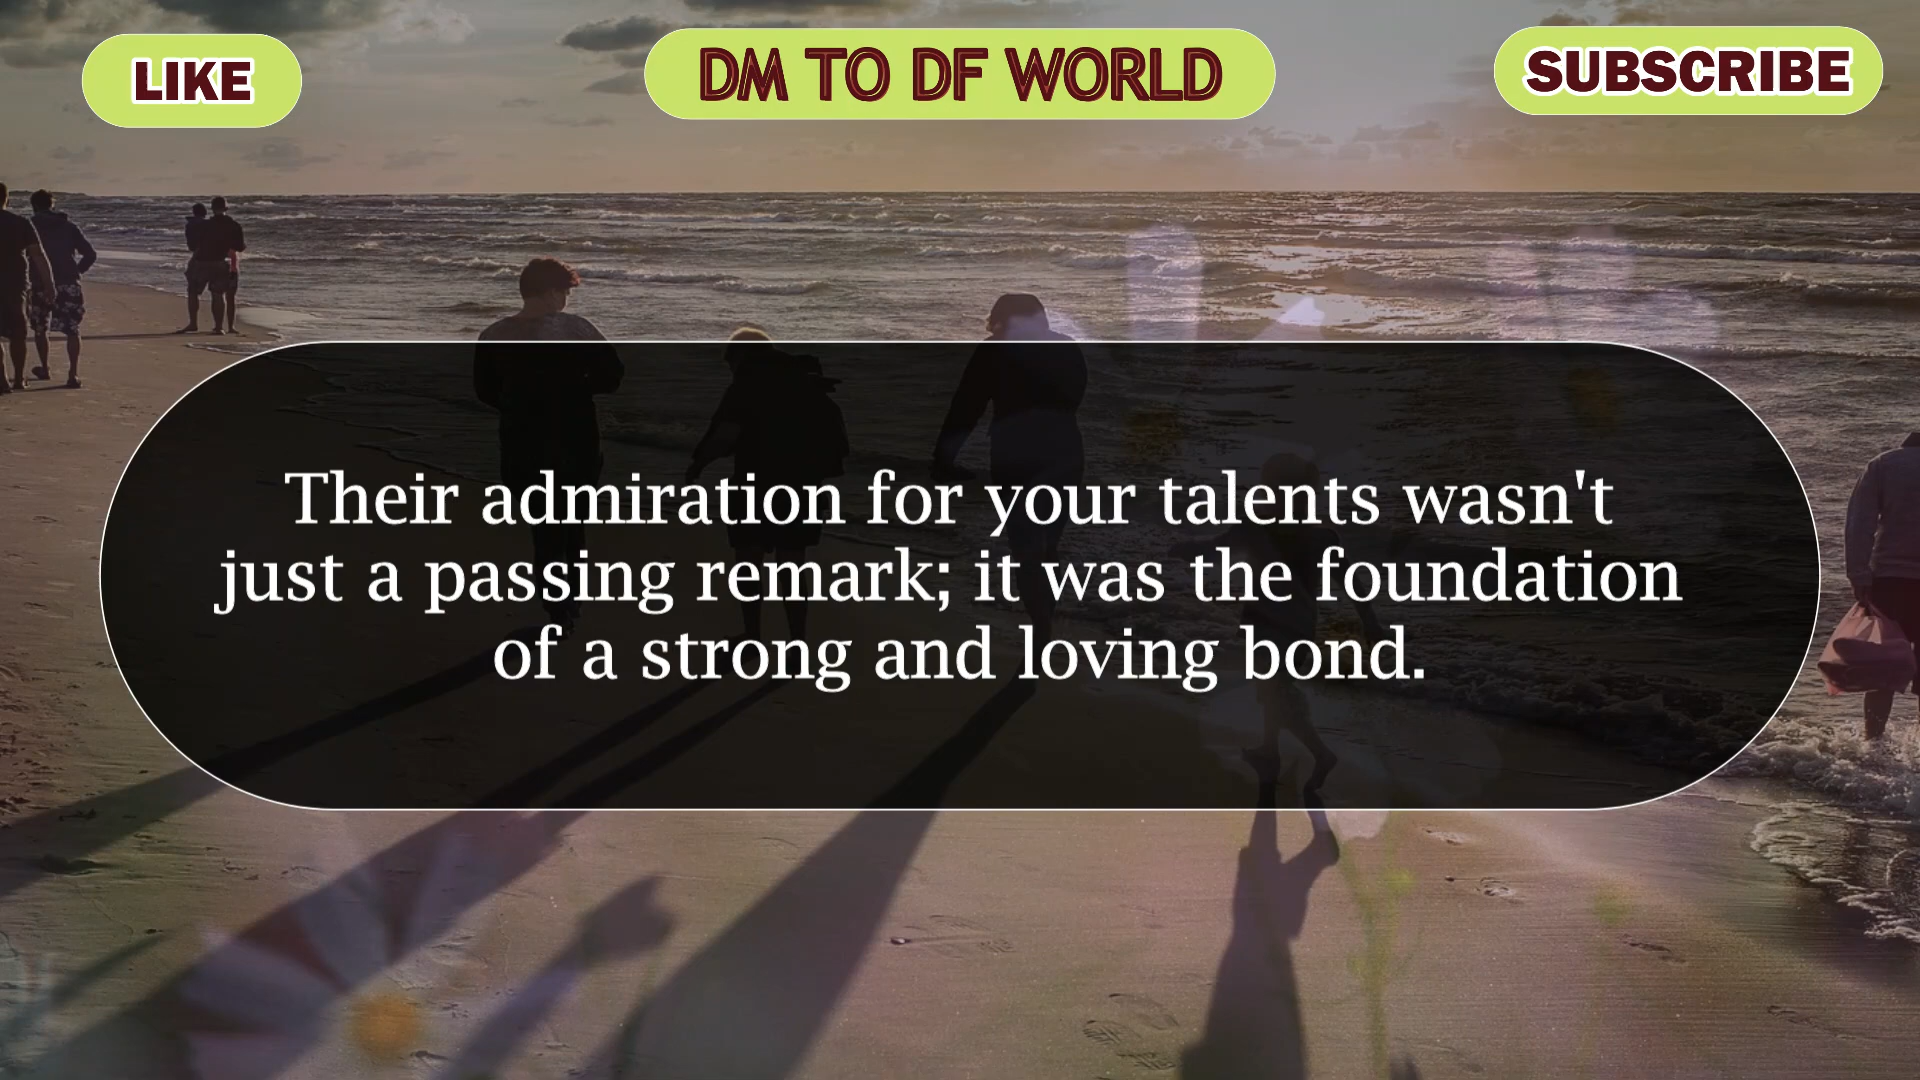 LIKE
DM TO DF WORLD
SUBSCRIBE
Their admiration for your talents wasn't
just a passing remark; it was the foundation
of a strong and loving bond.